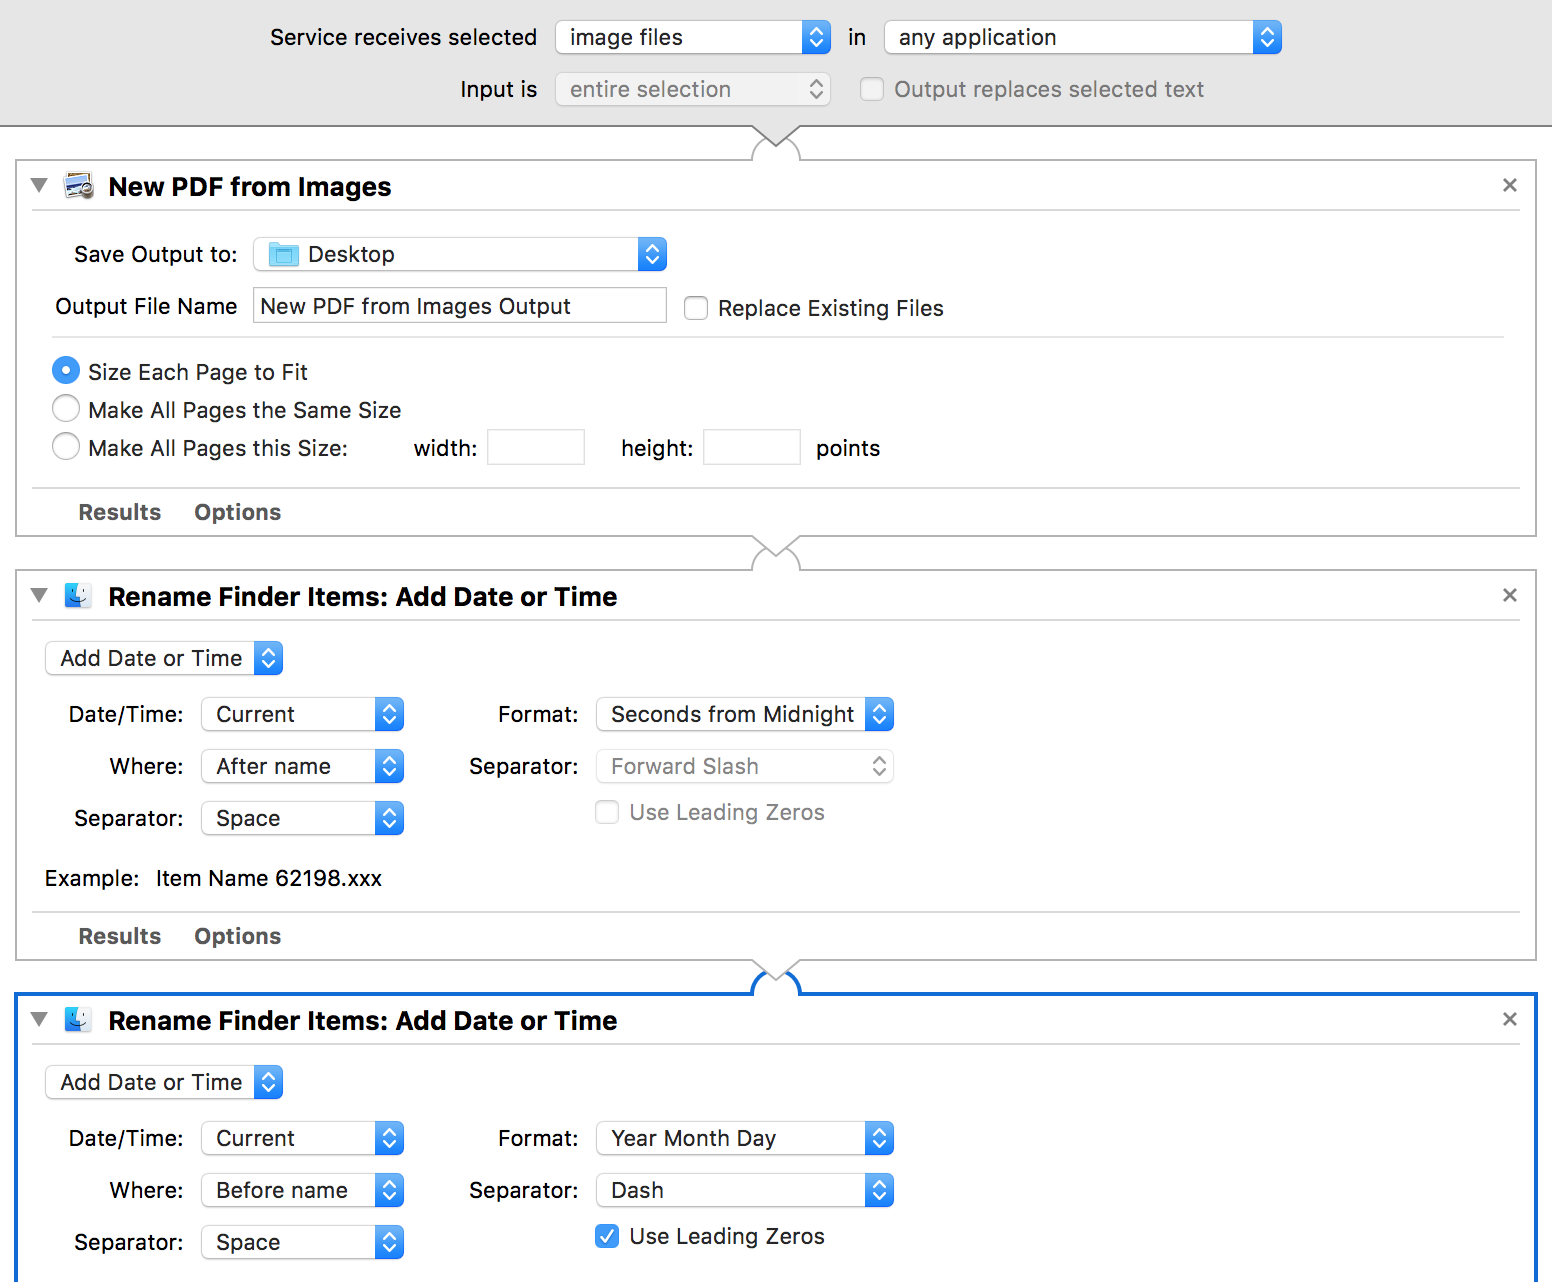 Service receives selected image files in any application
Input is entire selection Output replaces selected text
New PDF from Images
Save Output to: Desktop
Output File Name New PDF from Images Output Replace Existing Files
Size Each Page to Fit
Make All Pages the Same Size
Make All Pages this Size: width: height: points
Results Options
Rename Finder Items: Add Date or Time
Add Date or Time
Date/Time: Current Format: Seconds from Midnight
Where: After name Separator: Forward Slash
Separator: Space Use Leading Zeros
Example: Item Name 62198.xxx
Results Options
Rename Finder Items: Add Date or Time
Add Date or Time
Date/Time: Current Format: Year Month Day
Where: Before name Separator: Dash
Separator: Space Use Leading Zeros